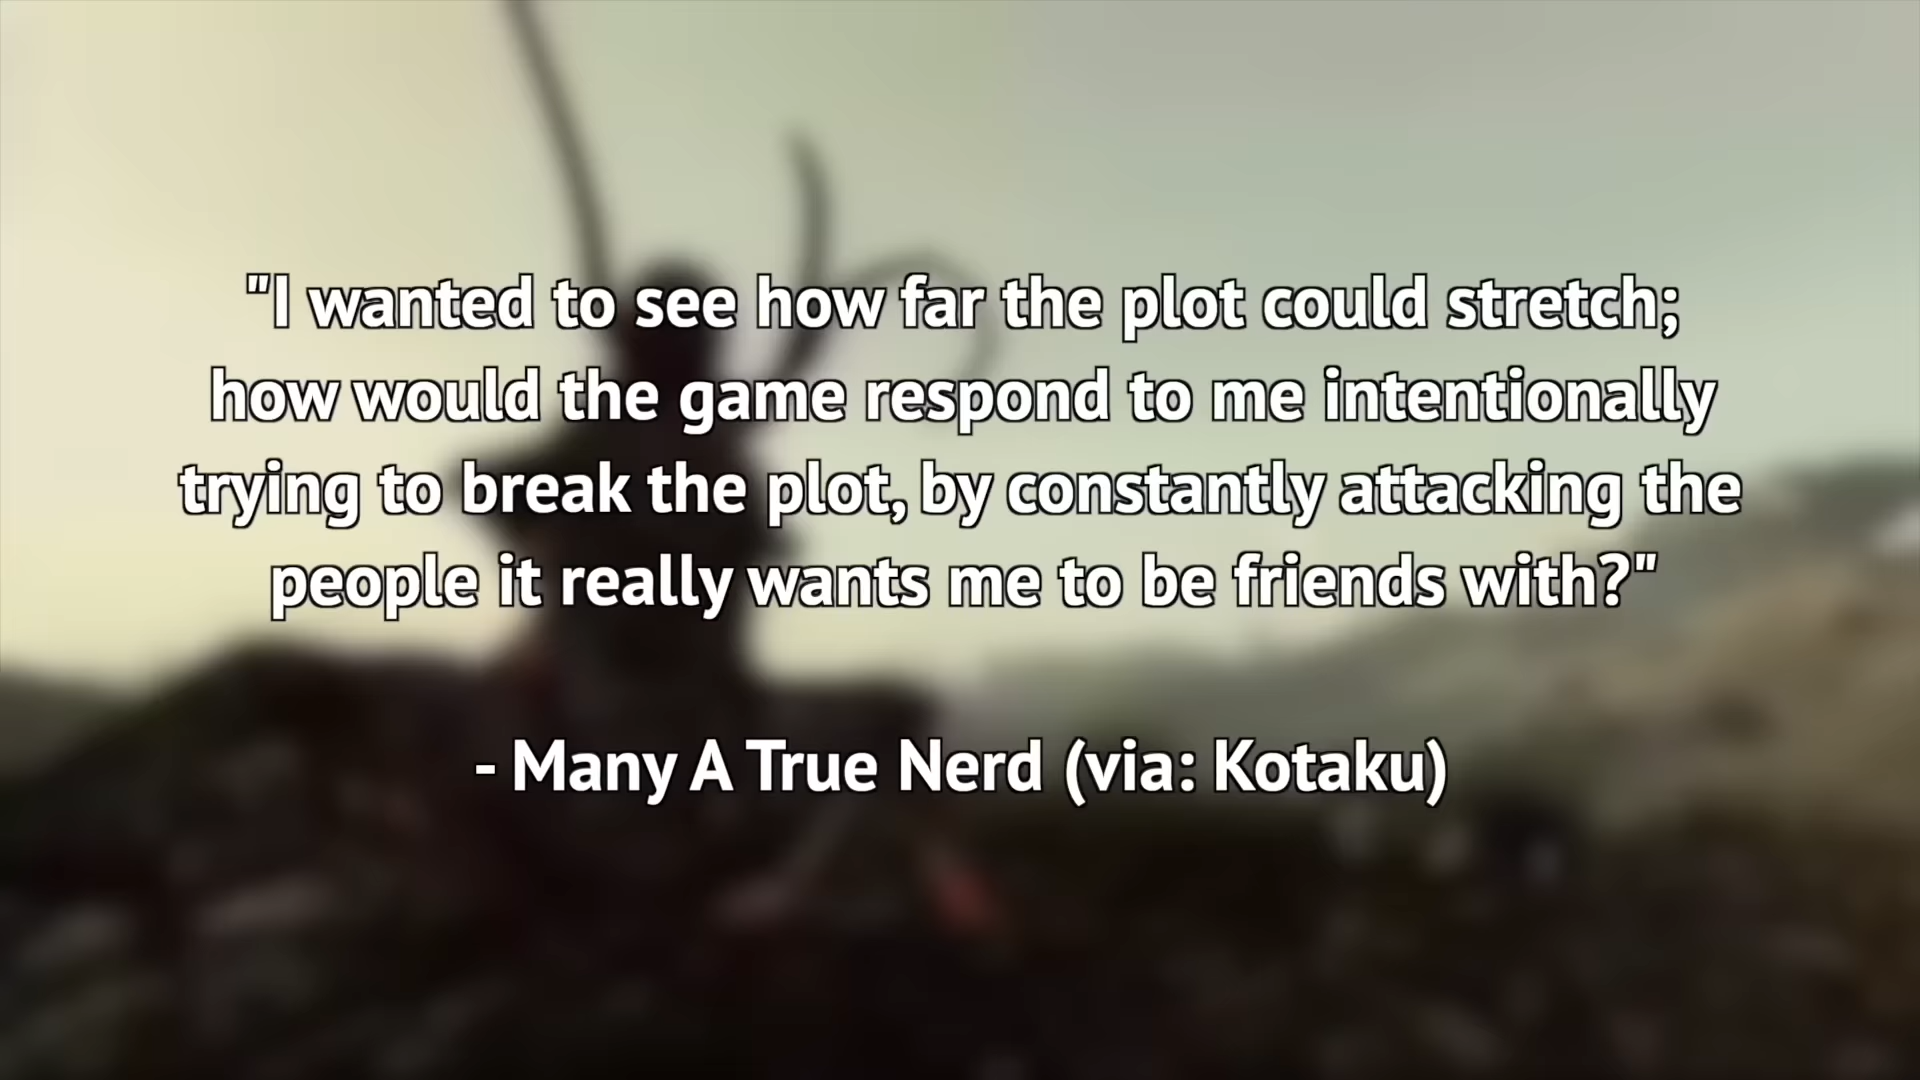 "I wanted to see how far the plot could stretch;
how would the game respond to me intentionally
trying to break the plot, by constantly attacking the
people it really wants me to be friends with?"
- Many A True Nerd (via: Kotaku)